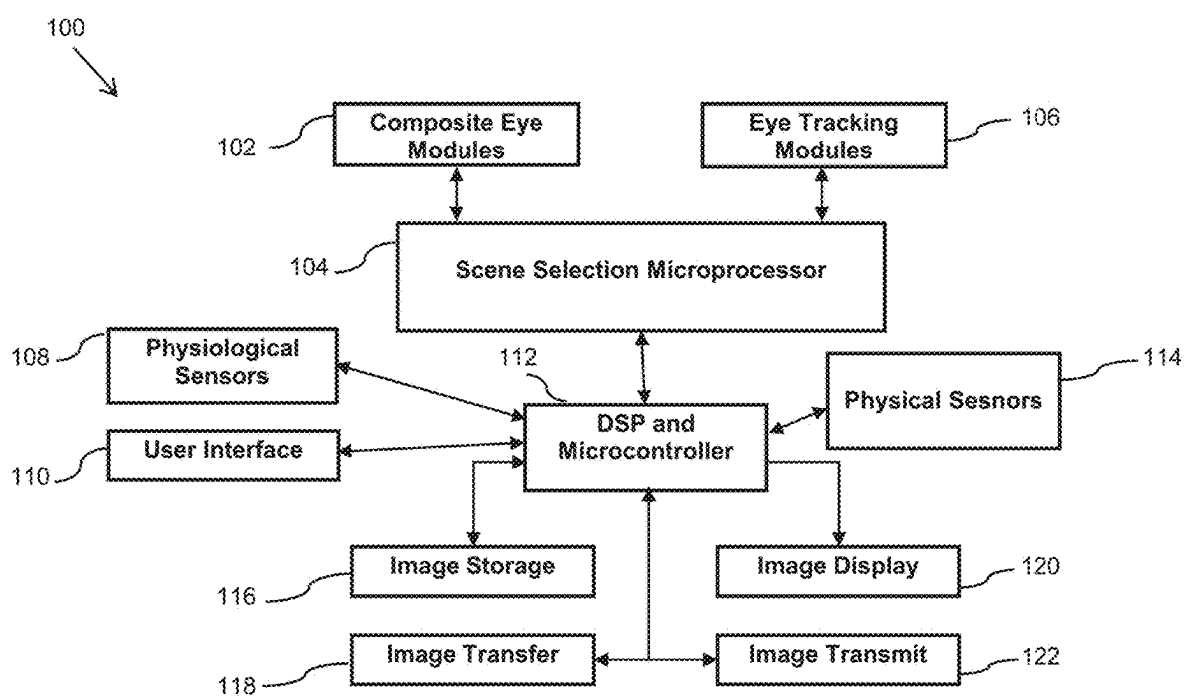 100
102
Composite Eye
Modules
Eye Tracking
Modules
106
104
Scene Selection Microprocessor
108
Physiological
Sensors
112
114
Physical Sesnors
DSP and
Microcontroller
110
User Interface
116
Image Storage
Image Display
120
118
Image Transfer
Image Transmit
122